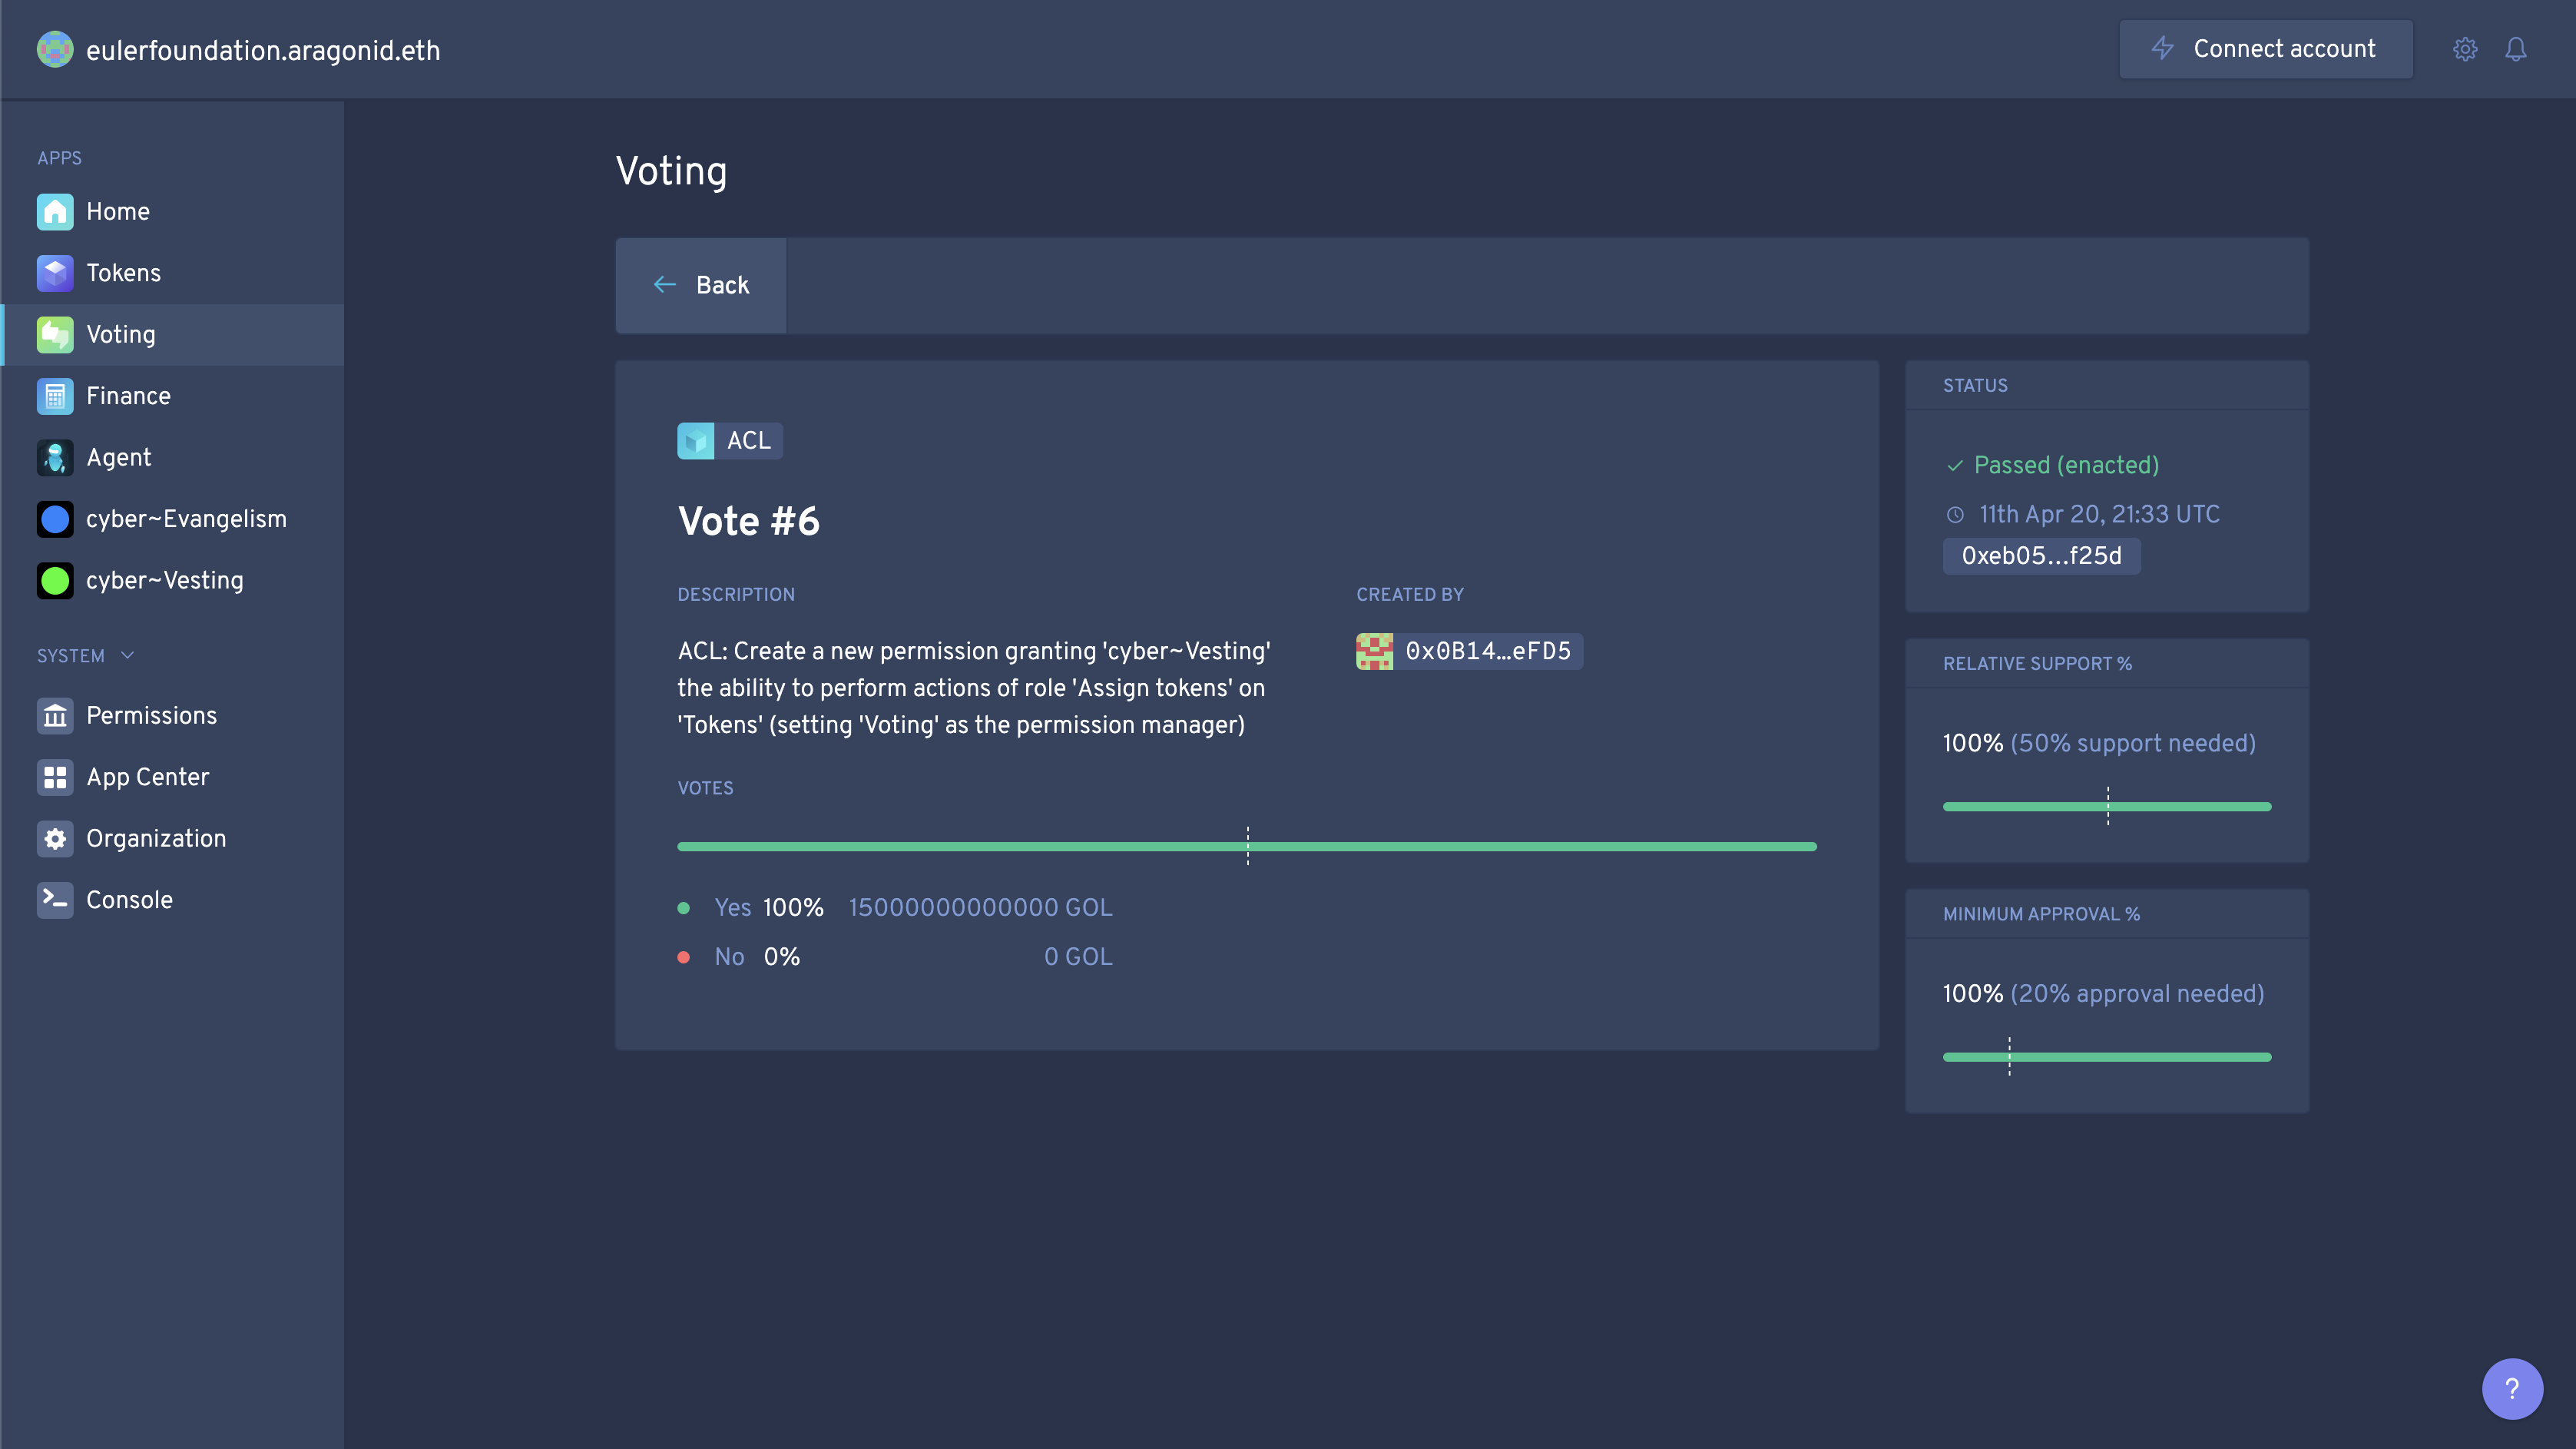 eulerfoundation.aragonid.eth
Connect account
APPS
Home
Tokens
Voting
Finance
Agent
cyber~Evangelism
cyber~Vesting
SYSTEM
Permissions
App Center
Organization
Console
Voting
Back
ACL
Vote #6
DESCRIPTION
ACL: Create a new permission granting 'cyber~Vesting'
the ability to perform actions of role 'Assign tokens' on
'Tokens' (setting 'Voting' as the permission manager)
CREATED BY
0x0B14…eFD5
VOTES
Yes 100% 15000000000000 GOL
No 0% 0 GOL
STATUS
Passed (enacted)
11th Apr 20, 21:33 UTC
0xeb05…f25d
RELATIVE SUPPORT %
100% (50% support needed)
MINIMUM APPROVAL %
100% (20% approval needed)
?